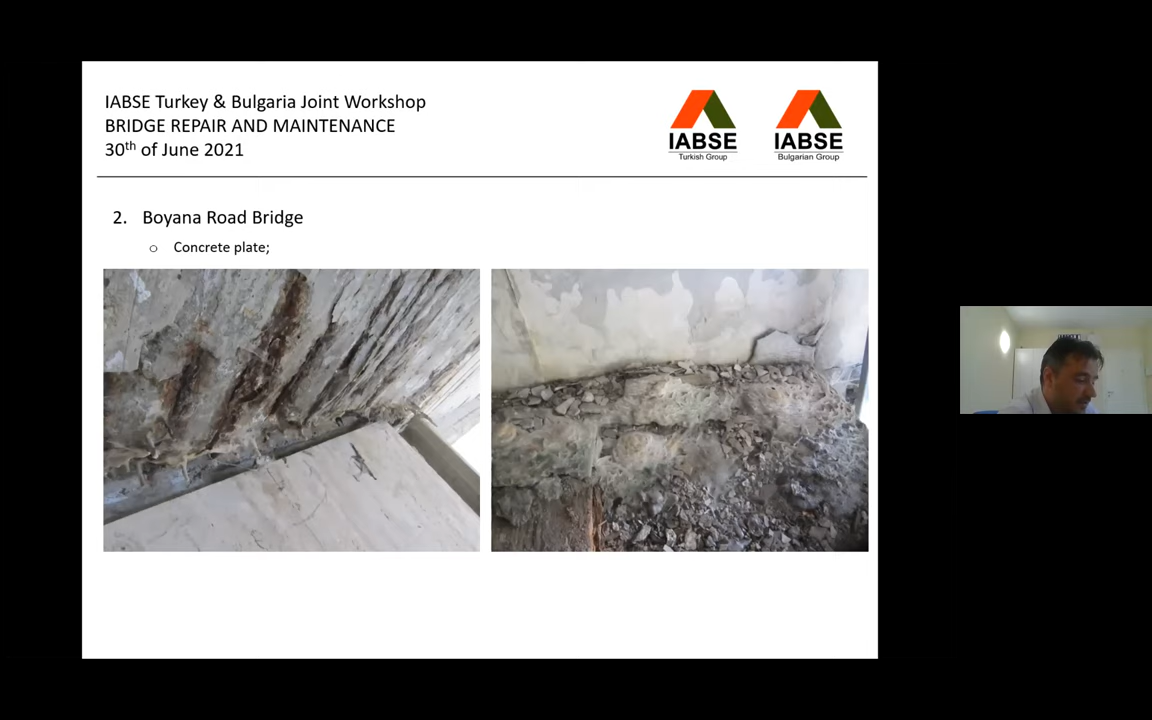 IABSE Turkey & Bulgaria Joint Workshop
BRIDGE REPAIR AND MAINTENANCE
30th of June 2021
IABSE
Turkish Group
IABSE
Bulgarian Group
2. Boyana Road Bridge
o Concrete plate;